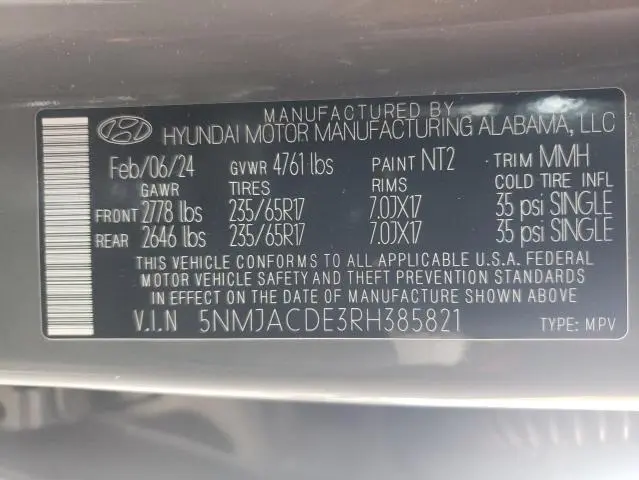 MANUFACTURED BY
HYUNDAI MOTOR MANUFACTURING ALABAMA, LLC
Feb/06/24 GVWR 4761 lbs PAINT NT2 TRIM MMH
GAWR TIRES RIMS COLD TIRE INFL
FRONT 2778 lbs 235/65R17 7.0JX17 35 psi SINGLE
REAR 2646 lbs 235/65R17 7.0JX17 35 psi SINGLE
THIS VEHICLE CONFORMS TO ALL APPLICABLE U.S.A. FEDERAL
MOTOR VEHICLE SAFETY AND THEFT PREVENTION STANDARDS
IN EFFECT ON THE DATE OF MANUFACTURE SHOWN ABOVE
V.I.N 5NMJACDE3RH385821 TYPE: MPV